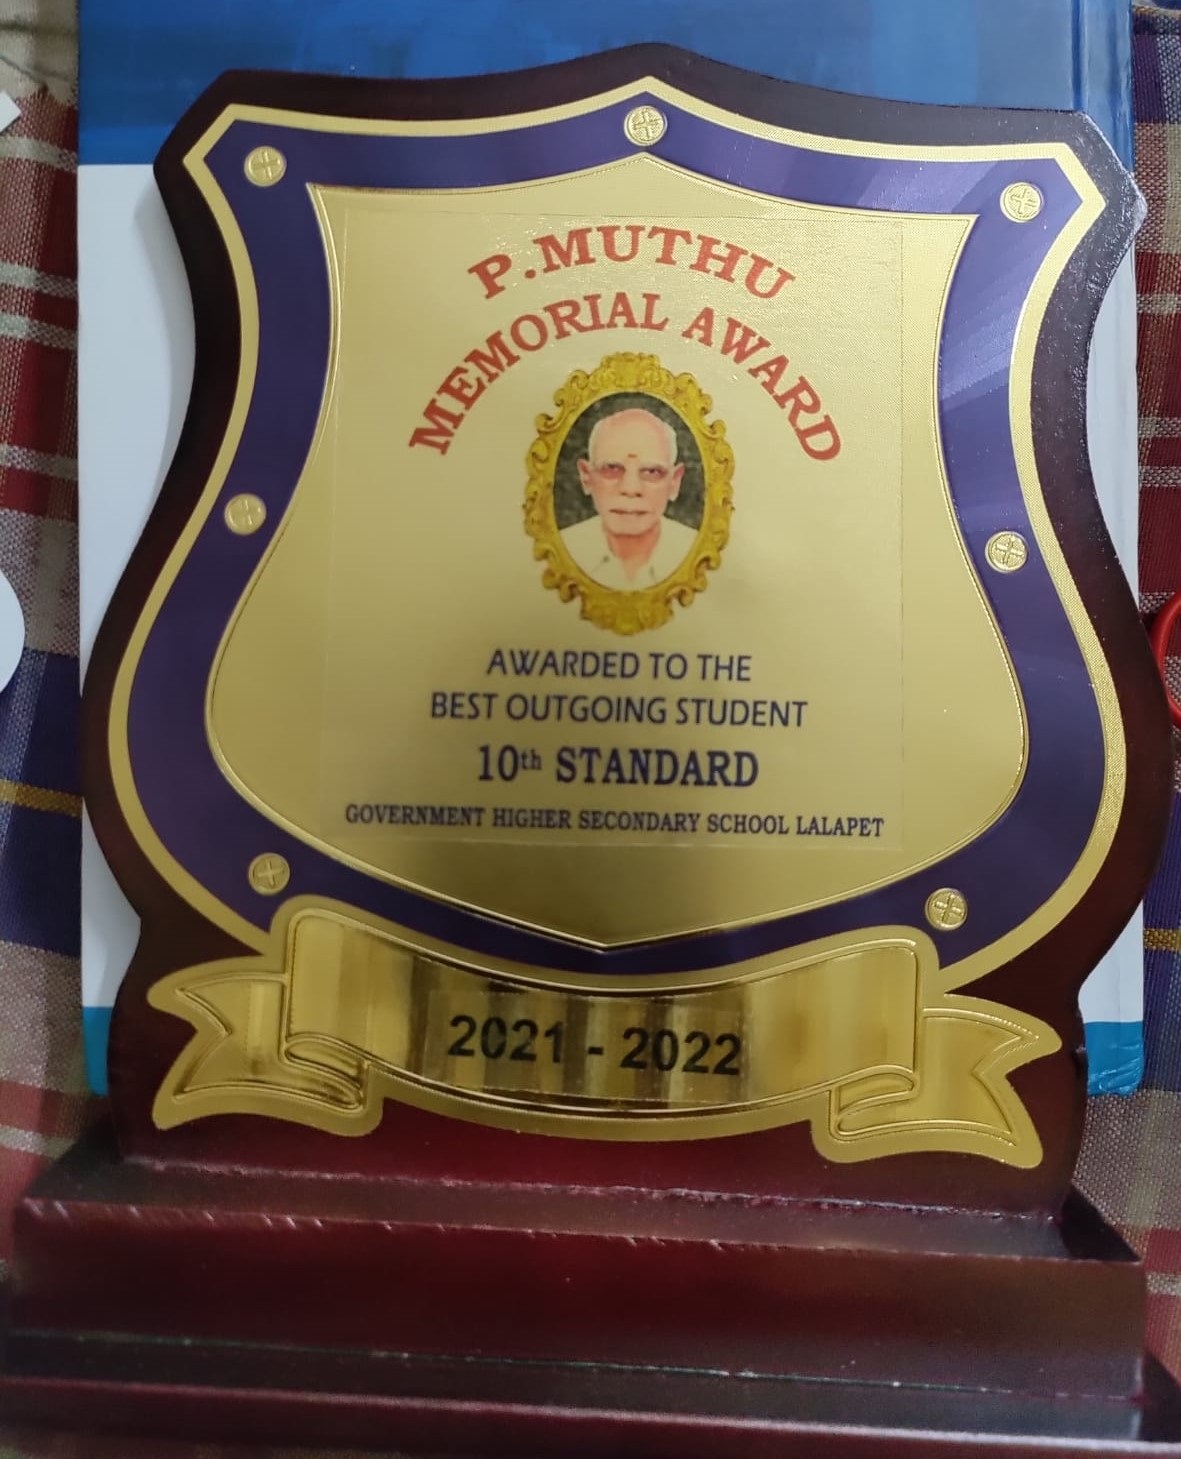 P.MUTHU
MEMORIAL AWARD
AWARDED TO THE
BEST OUTGOING STUDENT
10th STANDARD
GOVERNMENT HIGHER SECONDARY SCHOOL LALAPET
2021 - 2022